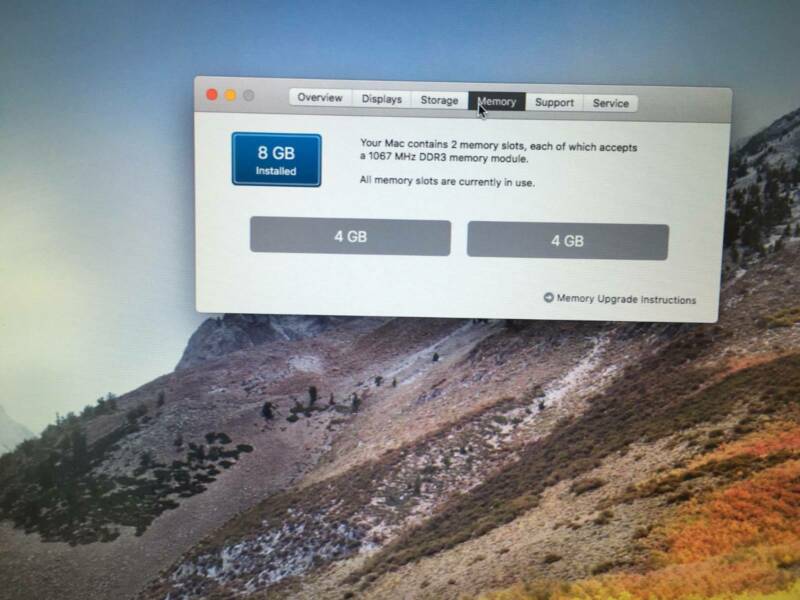 Overview Displays Storage Memory Support Service
8 GB
Installed
Your Mac contains 2 memory slots, each of which accepts
a 1067 MHz DDR3 memory module.
All memory slots are currently in use.
4 GB 4 GB
Memory Upgrade Instructions